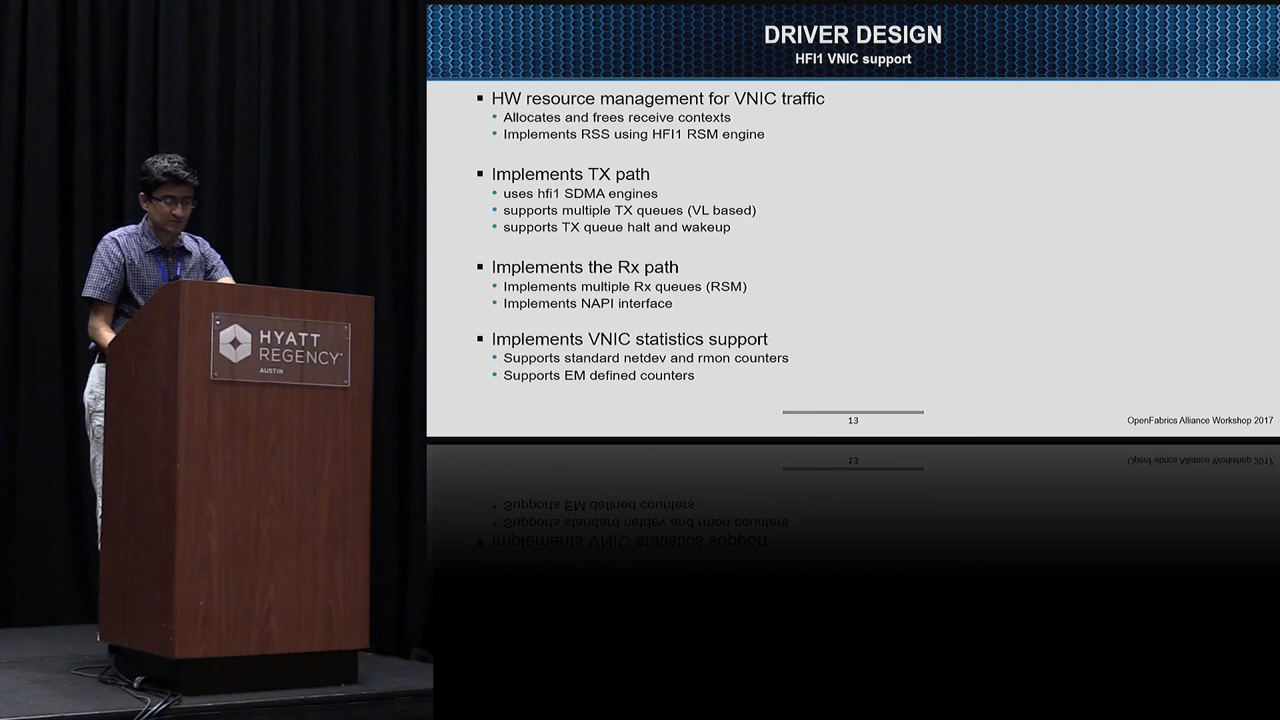 DRIVER DESIGN
HFI1 VNIC support
▪ HW resource management for VNIC traffic
• Allocates and frees receive contexts
• Implements RSS using HFI1 RSM engine
▪ Implements TX path
• uses hfi1 SDMA engines
• supports multiple TX queues (VL based)
• supports TX queue halt and wakeup
▪ Implements the Rx path
• Implements multiple Rx queues (RSM)
• Implements NAPI interface
▪ Implements VNIC statistics support
• Supports standard netdev and rmon counters
• Supports EM defined counters
13
OpenFabrics Alliance Workshop 2017
HYATT
REGENCY
AUSTIN